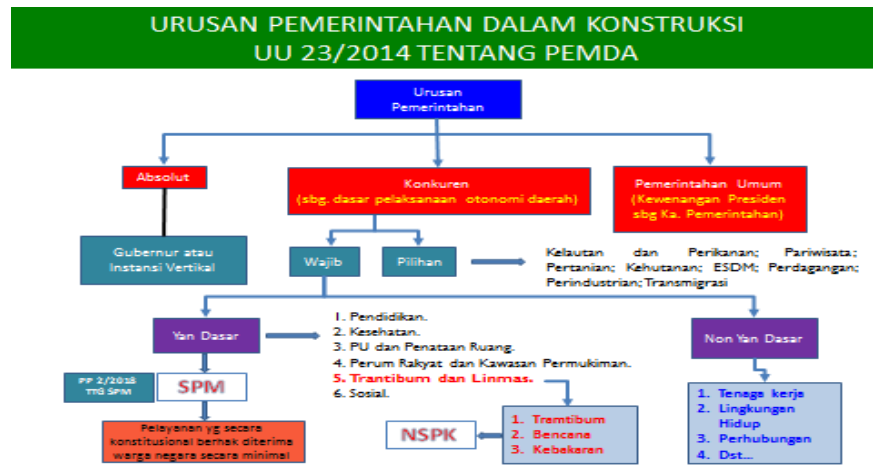 URUSAN PEMERINTAHAN DALAM KONSTRUKSI
UU 23/2014 TENTANG PEMDA
Urusan
Pemerintahan
Absolut
Konkuren
(sbg. dasar pelaksanaan otonomi daerah)
Pemerintahan Umum
(Kewenangan Presiden
sbg Ka. Pemerintahan)
Gubernur atau
Instansi Vertikal
Wajib
Pilihan
Kelautan dan Perikanan; Pariwisata;
Pertanian; Kehutanan; ESDM; Perdagangan;
Perindustrian; Transmigrasi
Yan Dasar
1. Pendidikan.
2. Kesehatan.
3. PU dan Penataan Ruang.
4. Perum Rakyat dan Kawasan Permukiman.
5. Trantibum dan Linmas.
6. Sosial.
Non Yan Dasar
PP 2/2018
TTG SPM
SPM
Pelayanan yg secara
konstitusional berhak diterima
warga negara secara minimal
NSPK
1. Tramtibum
2. Bencana
3. Kebakaran
1. Tenaga kerja
2. Lingkungan
Hidup
3. Perhubungan
4. Dst...